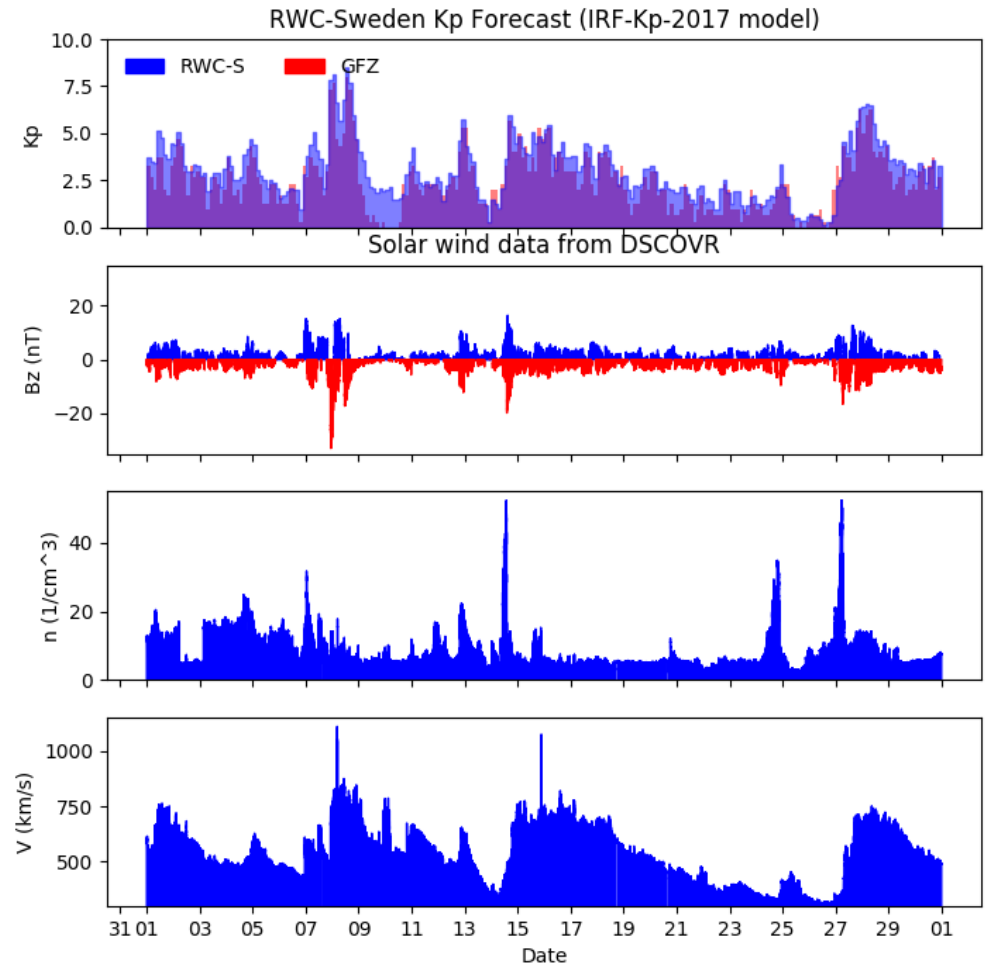 RWC-Sweden Kp Forecast (IRF-Kp-2017 model)
10.0
7.5
5.0
2.5
0.0
Kp
RWC-S
GFZ
Solar wind data from DSCOVR
20
0
−20
Bz (nT)
40
20
0
n (1/cm^3)
1000
750
500
V (km/s)
31 01 03 05 07 09 11 13 15 17 19 21 23 25 27 29 01
Date